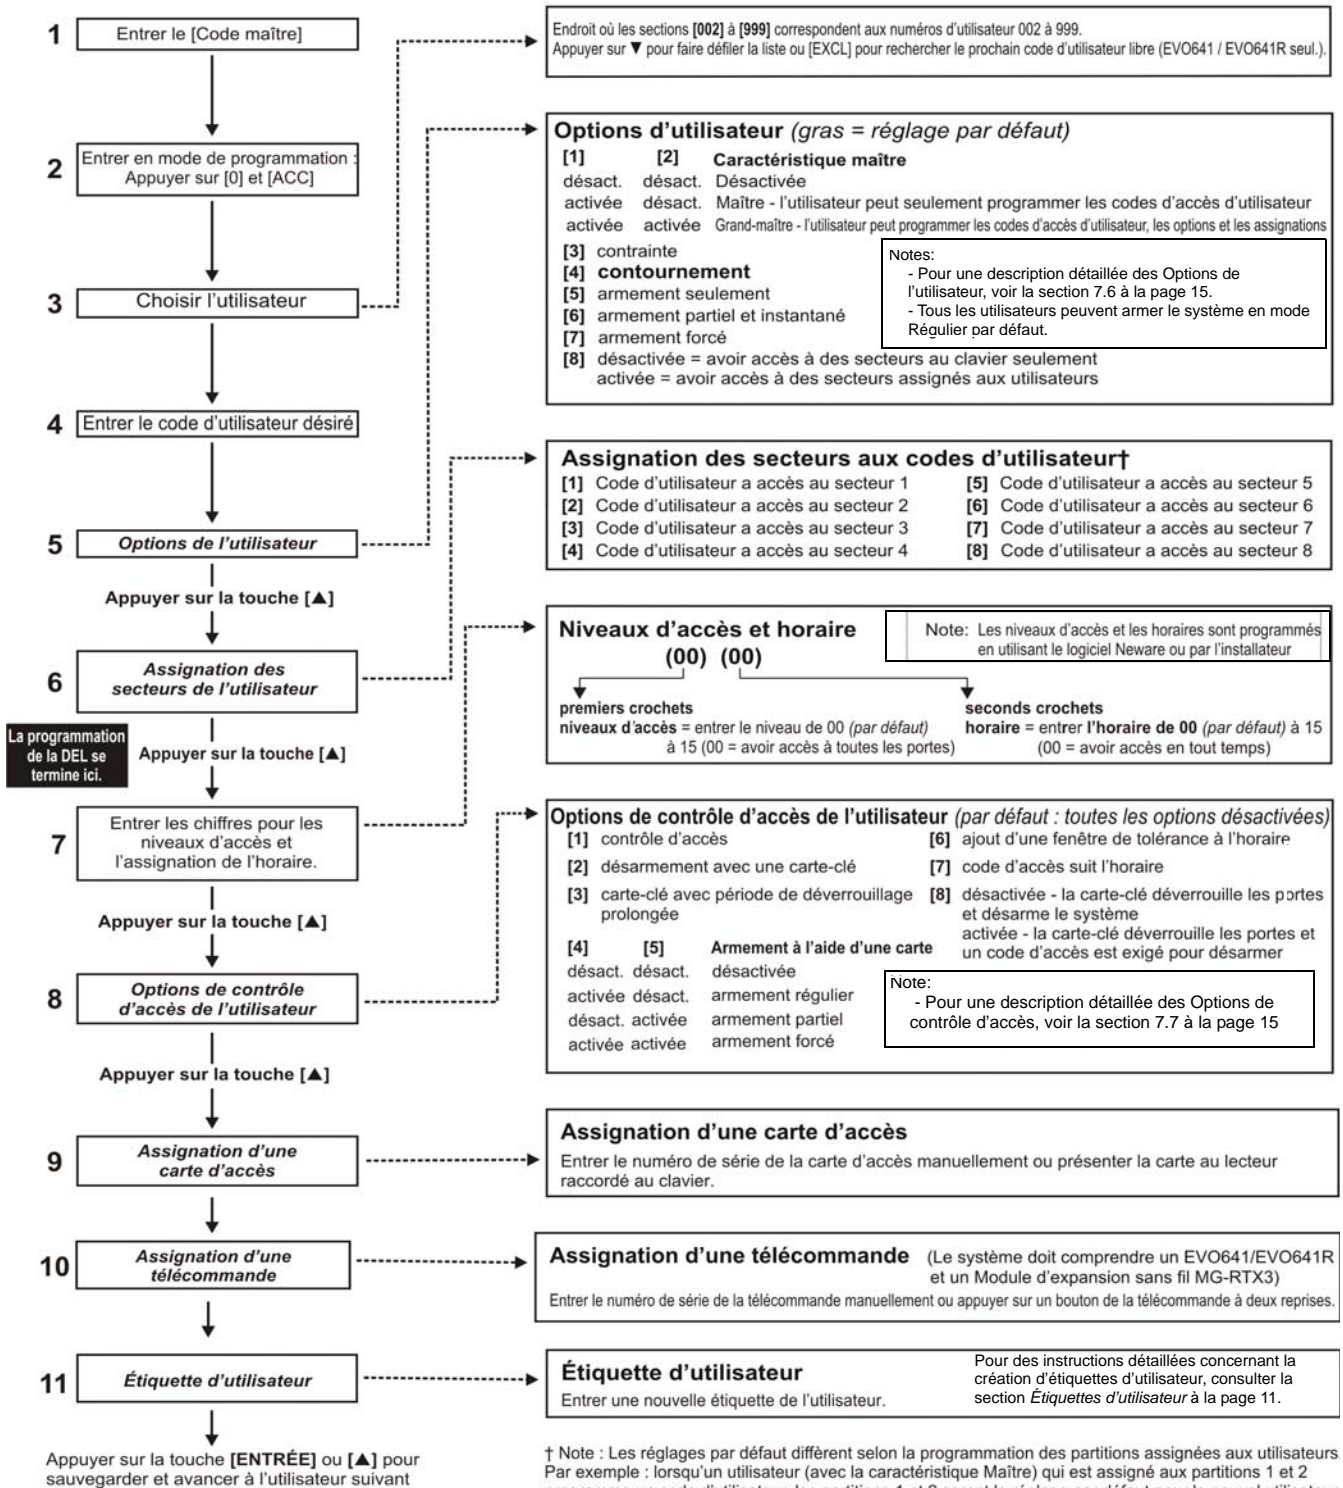 1 Entrer le [Code maître]
Endroit où les sections [002] à [999] correspondent aux numéros d'utilisateur 002 à 999.
Appuyer sur ▼ pour faire défiler la liste ou [EXCL] pour rechercher le prochain code d'utilisateur libre (EVO641 / EVO641R seul.).
2 Entrer en mode de programmation :
Appuyer sur [0] et [ACC]
Options d'utilisateur (gras = réglage par défaut)
[1] [2] Caractéristique maître
désact. désact. Désactivée
activée désact. Maître - l'utilisateur peut seulement programmer les codes d'accès d'utilisateur
activée activée Grand-maître - l'utilisateur peut programmer les codes d'accès d'utilisateur, les options et les assignations
[3] contrainte
[4] contournement
[5] armement seulement
[6] armement partiel et instantané
[7] armement forcé
[8] désactivée = avoir accès à des secteurs au clavier seulement
activée = avoir accès à des secteurs assignés aux utilisateurs
Notes:
- Pour une description détaillée des Options de
l'utilisateur, voir la section 7.6 à la page 15.
- Tous les utilisateurs peuvent armer le système en mode
Régulier par défaut.
3 Choisir l'utilisateur
4 Entrer le code d'utilisateur désiré
Assignation des secteurs aux codes d'utilisateur†
[1] Code d'utilisateur a accès au secteur 1
[2] Code d'utilisateur a accès au secteur 2
[3] Code d'utilisateur a accès au secteur 3
[4] Code d'utilisateur a accès au secteur 4
[5] Code d'utilisateur a accès au secteur 5
[6] Code d'utilisateur a accès au secteur 6
[7] Code d'utilisateur a accès au secteur 7
[8] Code d'utilisateur a accès au secteur 8
5 Options de l'utilisateur
Appuyer sur la touche [▲]
6 Assignation des
secteurs de l'utilisateur
La programmation
de la DEL se
termine ici.
Appuyer sur la touche [▲]
Niveaux d'accès et horaire
(00) (00)
Note: Les niveaux d'accès et les horaires sont programmés
en utilisant le logiciel Neware ou par l'installateur
premiers crochets
niveaux d'accès = entrer le niveau de 00 (par défaut)
à 15 (00 = avoir accès à toutes les portes)
seconds crochets
horaire = entrer l'horaire de 00 (par défaut) à 15
(00 = avoir accès en tout temps)
7 Entrer les chiffres pour les
niveaux d'accès et
l'assignation de l'horaire.
Appuyer sur la touche [▲]
Options de contrôle d'accès de l'utilisateur (par défaut : toutes les options désactivées)
[1] contrôle d'accès
[2] désarmement avec une carte-clé
[3] carte-clé avec période de déverrouillage
prolongée
[4] [5] Armement à l'aide d'une carte
désact. désact. désactivée
activée désact. armement régulier
désact. activée armement partiel
activée activée armement forcé
[6] ajout d'une fenêtre de tolérance à l'horaire
[7] code d'accès suit l'horaire
[8] désactivée - la carte-clé déverrouille les portes
et désarme le système
activée - la carte-clé déverrouille les portes et
un code d'accès est exigé pour désarmer
Note:
- Pour une description détaillée des Options de
contrôle d'accès, voir la section 7.7 à la page 15
8 Options de contrôle
d'accès de l'utilisateur
Appuyer sur la touche [▲]
9 Assignation d'une
carte d'accès
Assignation d'une carte d'accès
Entrer le numéro de série de la carte d'accès manuellement ou présenter la carte au lecteur
raccordé au clavier.
10 Assignation d'une
télécommande
Assignation d'une télécommande (Le système doit comprendre un EVO641/EVO641R
et un Module d'expansion sans fil MG-RTX3)
Entrer le numéro de série de la télécommande manuellement ou appuyer sur un bouton de la télécommande à deux reprises.
11 Étiquette d'utilisateur
Étiquette d'utilisateur
Entrer une nouvelle étiquette de l'utilisateur.
Pour des instructions détaillées concernant la
création d'étiquettes d'utilisateur, consulter la
section Étiquettes d'utilisateur à la page 11.
Appuyer sur la touche [ENTRÉE] ou [▲] pour
sauvegarder et avancer à l'utilisateur suivant
† Note : Les réglages par défaut diffèrent selon la programmation des partitions assignées aux utilisateurs.
Par exemple : lorsqu'un utilisateur (avec la caractéristique Maître) qui est assigné aux partitions 1 et 2